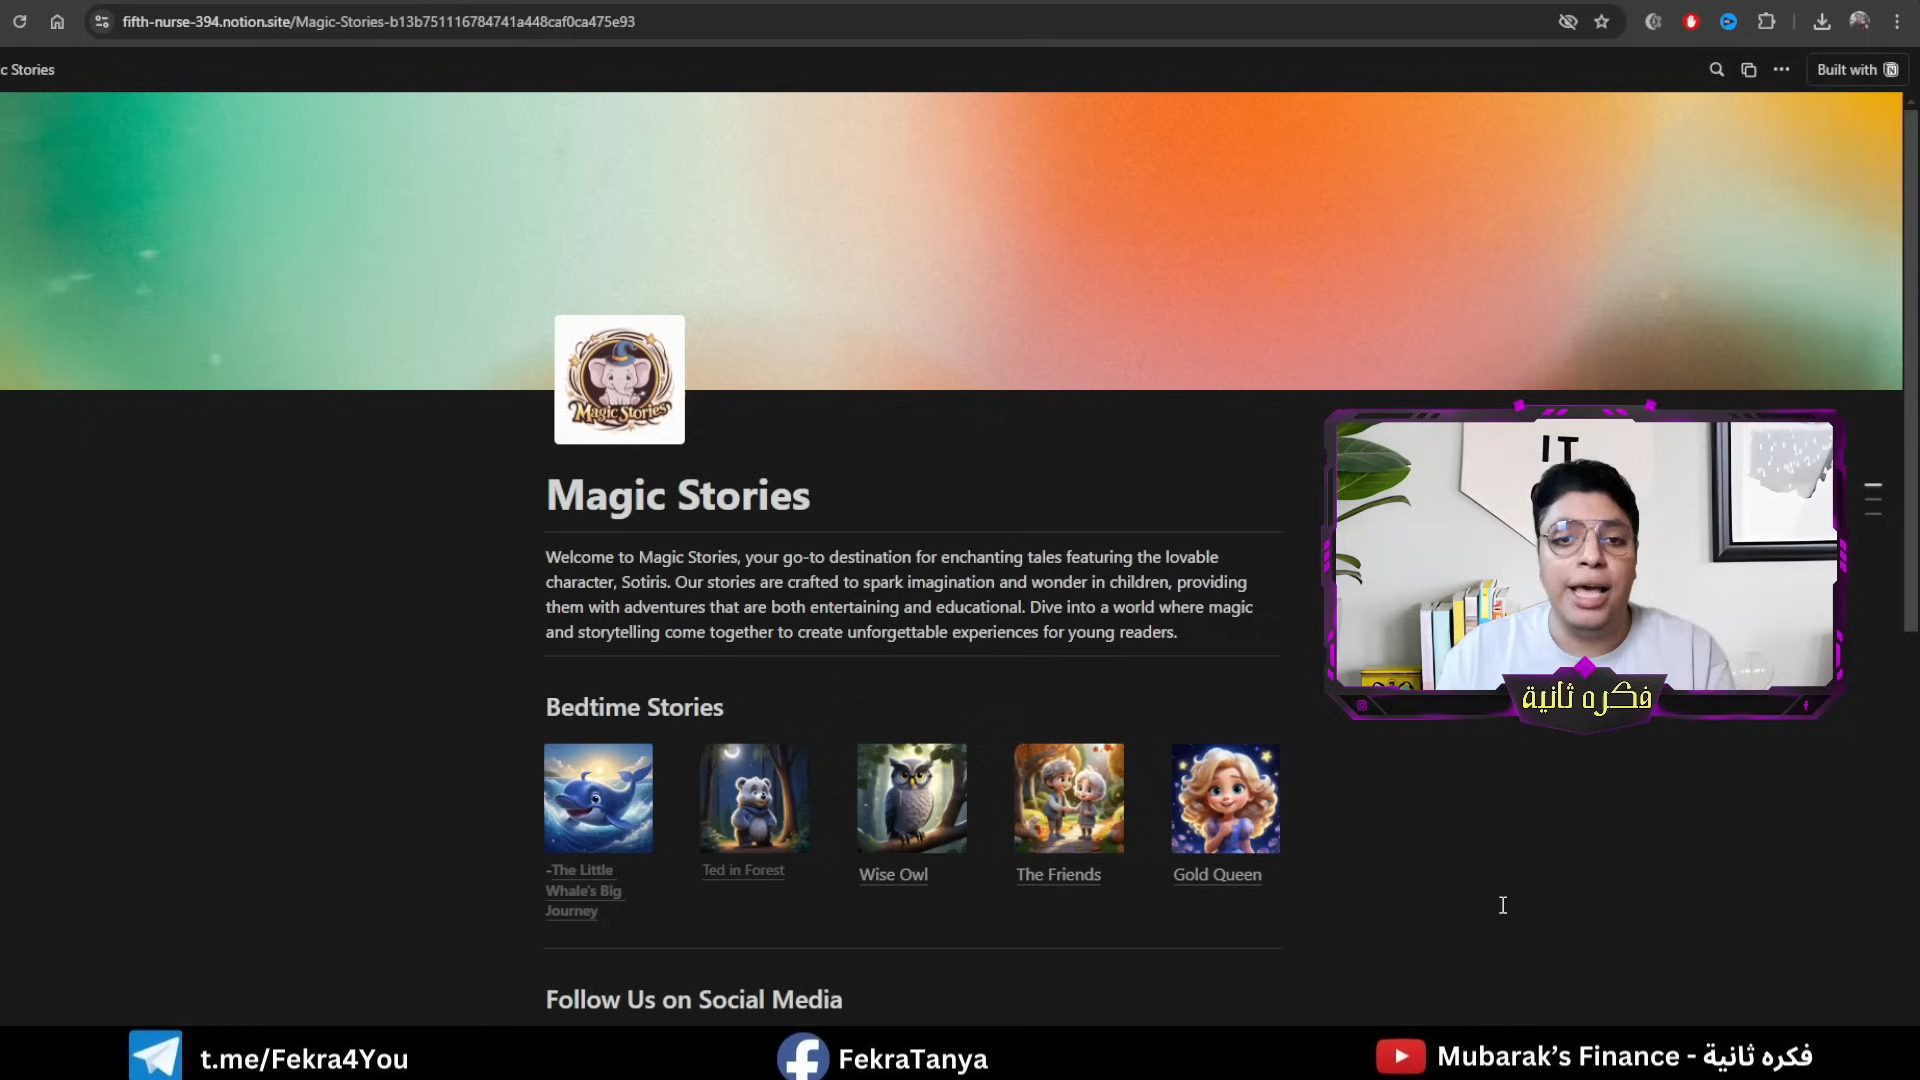 fifth-nurse-394.notion.site/Magic-Stories-b13b751116784741a448caf0ca475e93
c Stories
Built with
Magic Stories
Magic Stories
Welcome to Magic Stories, your go-to destination for enchanting tales featuring the lovable
character, Sotiris. Our stories are crafted to spark imagination and wonder in children, providing
them with adventures that are both entertaining and educational. Dive into a world where magic
and storytelling come together to create unforgettable experiences for young readers.
IT
فكره ثانية
Bedtime Stories
-The Little
Whale's Big
Journey
Ted in Forest
Wise Owl
The Friends
Gold Queen
Follow Us on Social Media
t.me/Fekra4You
FekraTanya
Mubarak's Finance - فكره ثانية